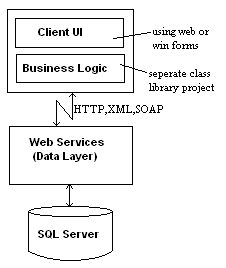 Client UI
using web or
win forms
Business Logic
seperate class
library project
HTTP,XML,SOAP
Web Services
(Data Layer)
SQL Server